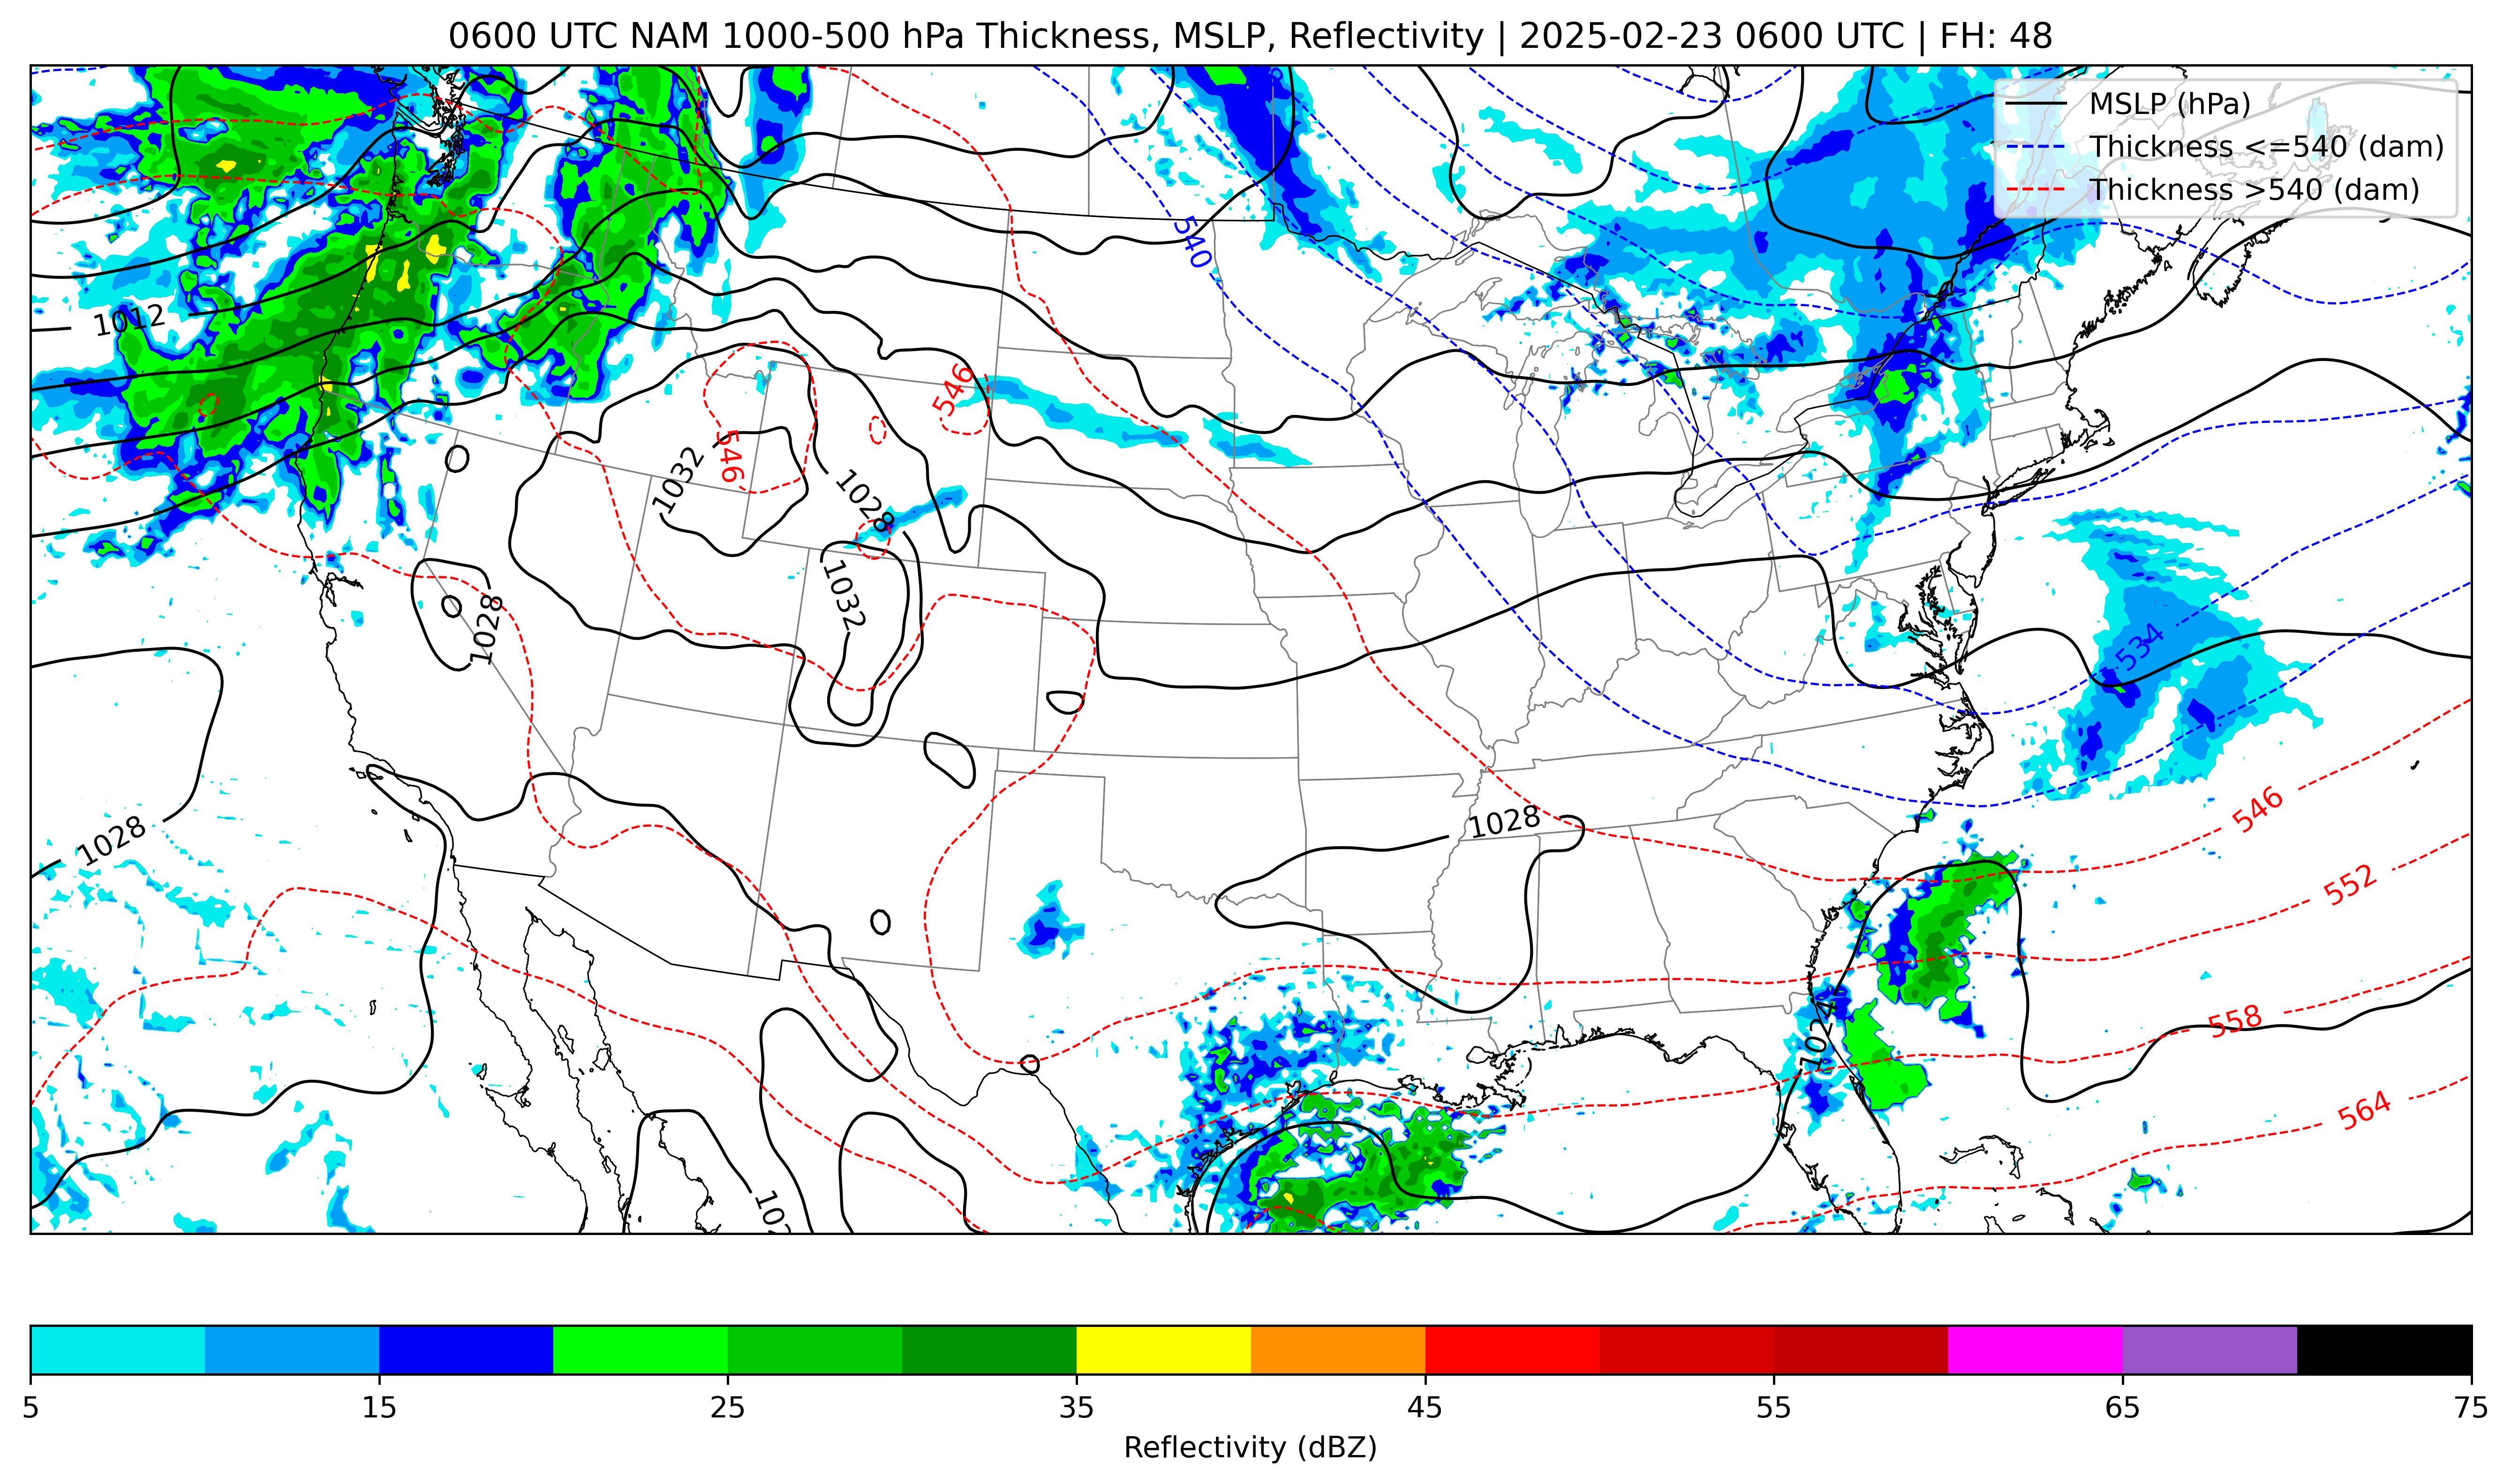 0600 UTC NAM 1000-500 hPa Thickness, MSLP, Reflectivity | 2025-02-23 0600 UTC | FH: 48
MSLP (hPa)
Thickness <=540 (dam)
Thickness >540 (dam)
540
1012
546
546
1032
1028
1032
1028
534
1028
1028
546
552
1024
558
564
5 15 25 35 45 55 65 75
Reflectivity (dBZ)